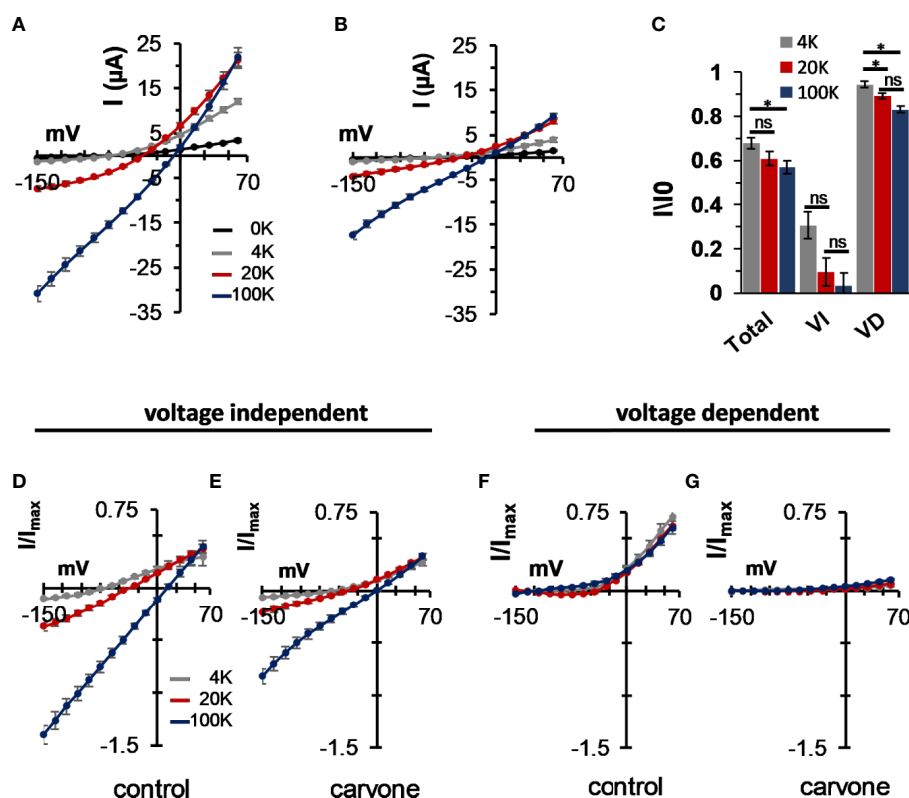 A
25
I (µA)
15
mV
5
-150
-5
70
-15
-25
-35
0K
4K
20K
100K
B
25
I (µA)
15
mV
5
-150
-5
70
-15
-25
-35
C
4K
20K
100K
*
*
*
ns
ns
ns
ns
ns
1
0.8
0.6
0.4
0.2
0
I\I0
Total
VI
VD
voltage independent
voltage dependent
D
0.75
I/Imax
mV
-150
70
4K
20K
100K
-1.5
control
E
0.75
I/Imax
mV
-150
70
-1.5
carvone
F
0.75
I/Imax
mV
-150
70
-1.5
control
G
0.75
I/Imax
mV
-150
70
-1.5
carvone